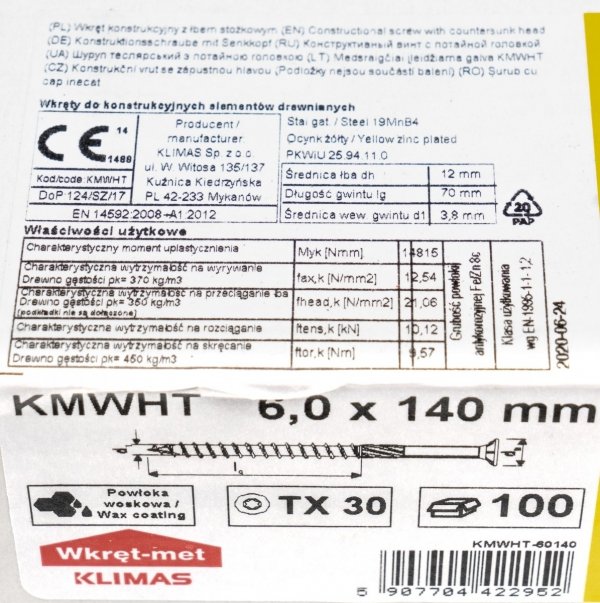 (PL) Wkręt konstrukcyjny z łbem stożkowym (EN) Constructional screw with countersunk head
(DE) Konstruktionsschraube mit Senkkopf (RU) Конструктивный винт с потайной головкой
(UA) Шуруп теслярський з потайною головкою (LT) Medsraigčiai įleidžiama galva KMWHT
(CZ) Konstrukční vrut se zápustnou hlavou (Podložky nejsou součástí balení) (RO) Surub cu
cap inecat
Wkręty do konstrukcyjnych elementów drewnianych
CE 14
1488
Kod/code: KMWHT
DoP 124/SZ/17
Producent /
manufacturer
KLIMAS Sp. z o.o.
ul. W. Witosa 135/137
Kuźnica Kiedrzyńska
PL 42-233 Mykanów
EN 14592:2008+A1:2012
Stal gat. / Steel 19MnB4
Ocynk żółty / Yellow zinc plated
PKWiU 25.94.11.0
Średnica łba dh 12 mm
Długość gwintu lg 70 mm
Średnica wew. gwintu d1 3,8 mm
20
PAP
Właściwości użytkowe
Charakterystyczny moment uplastycznienia Myk [Nmm] 14815
Charakterystyczna wytrzymałość na wyrywanie
Drewno gęstości pk= 370 kg/m3 fax,k [N/mm2] 12,54
Charakterystyczna wytrzymałość na przeciąganie łba
Drewno gęstości pk= 350 kg/m3 fhead,k [N/mm2] 21,06
(podkładki nie są dołączone)
Charakterystyczna wytrzymałość na rozciąganie ftens,k [kN] 10,12
Charakterystyczna wytrzymałość na skręcanie
Drewno gęstości pk= 450 kg/m3 ftor,k [Nm] 9,57
Grubość powłoki
antykorozyjnej Fe/Zn 8c
Klasa użytkowania
wg EN-1995-1-1- 1,2
2020-06-24
KMWHT 6,0 x 140 mm
lg
Powłoka
woskowa /
Wax coating
TX 30
100
Wkręt-met
KLIMAS
KMWHT-60140
5 907704 422952